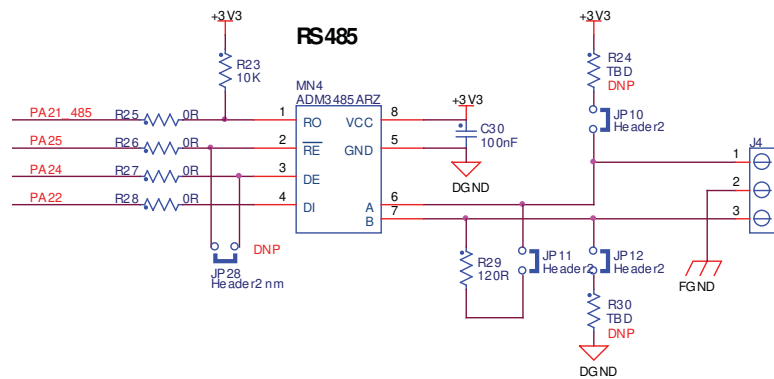 +3V3
RS485
+3V3
R23
10K
R24
TBD
DNP
MN4
ADM3485ARZ
+3V3
JP10
Header2
PA21_485
R25
0R
1
RO
VCC
8
C30
100nF
J4
PA25
R26
0R
2
RE
GND
5
1
PA24
R27
0R
3
DE
DGND
2
PA22
R28
0R
4
DI
A
6
B
7
3
DNP
JP28
Header2 nm
R29
120R
JP11
Header2
JP12
Header2
FGND
R30
TBD
DNP
DGND